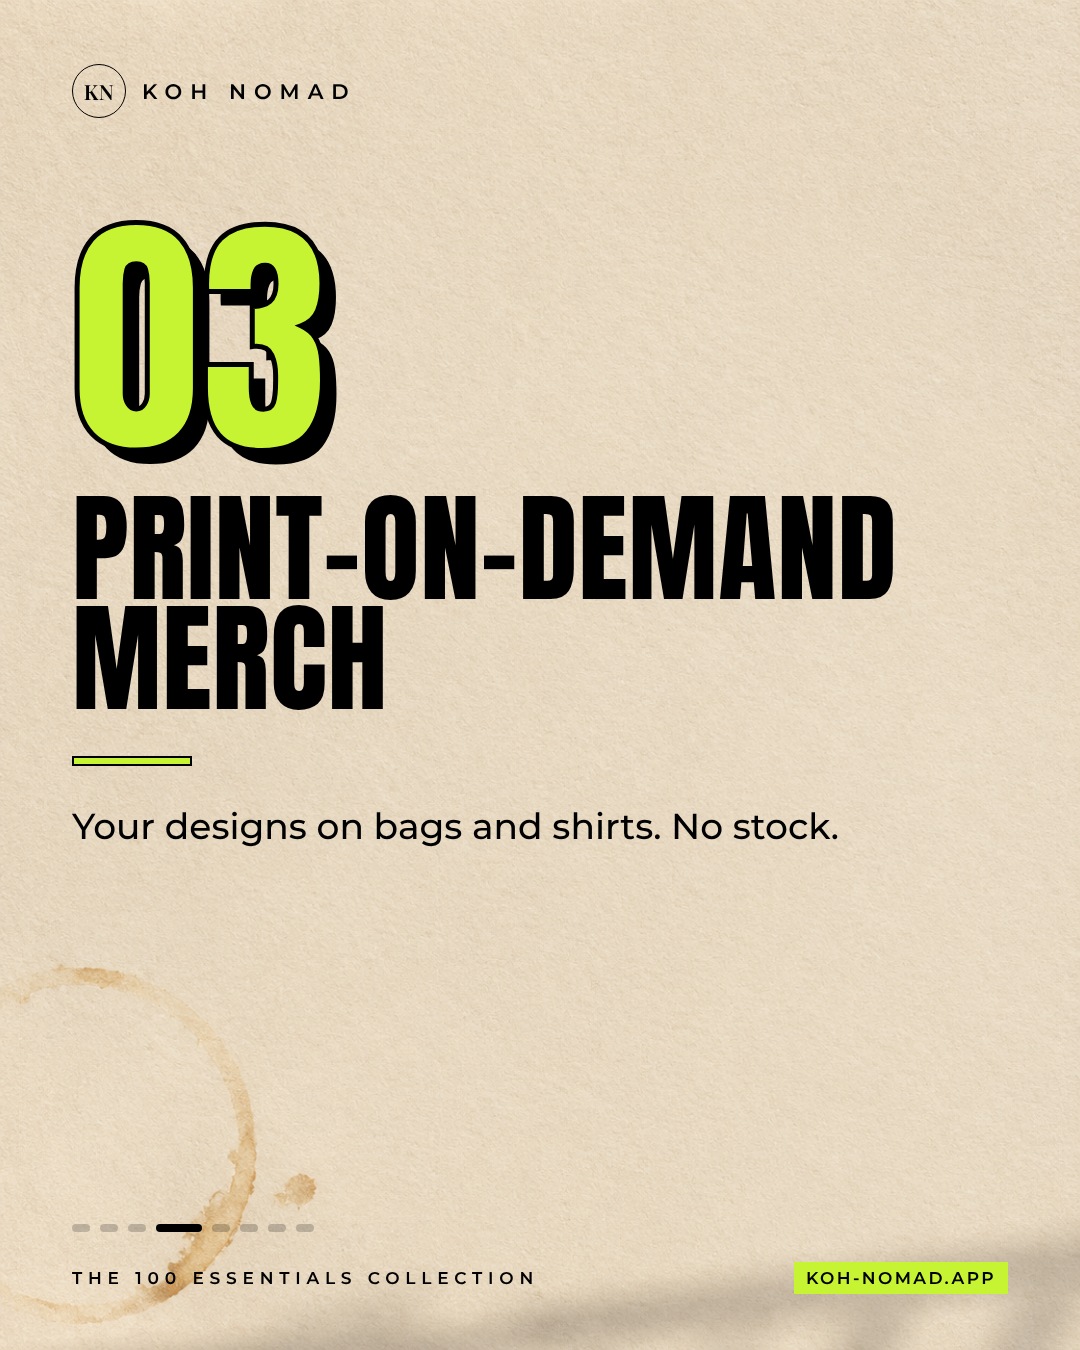 KN KOH NOMAD
03
PRINT-ON-DEMAND
MERCH
Your designs on bags and shirts. No stock.
THE 100 ESSENTIALS COLLECTION
KOH-NOMAD.APP